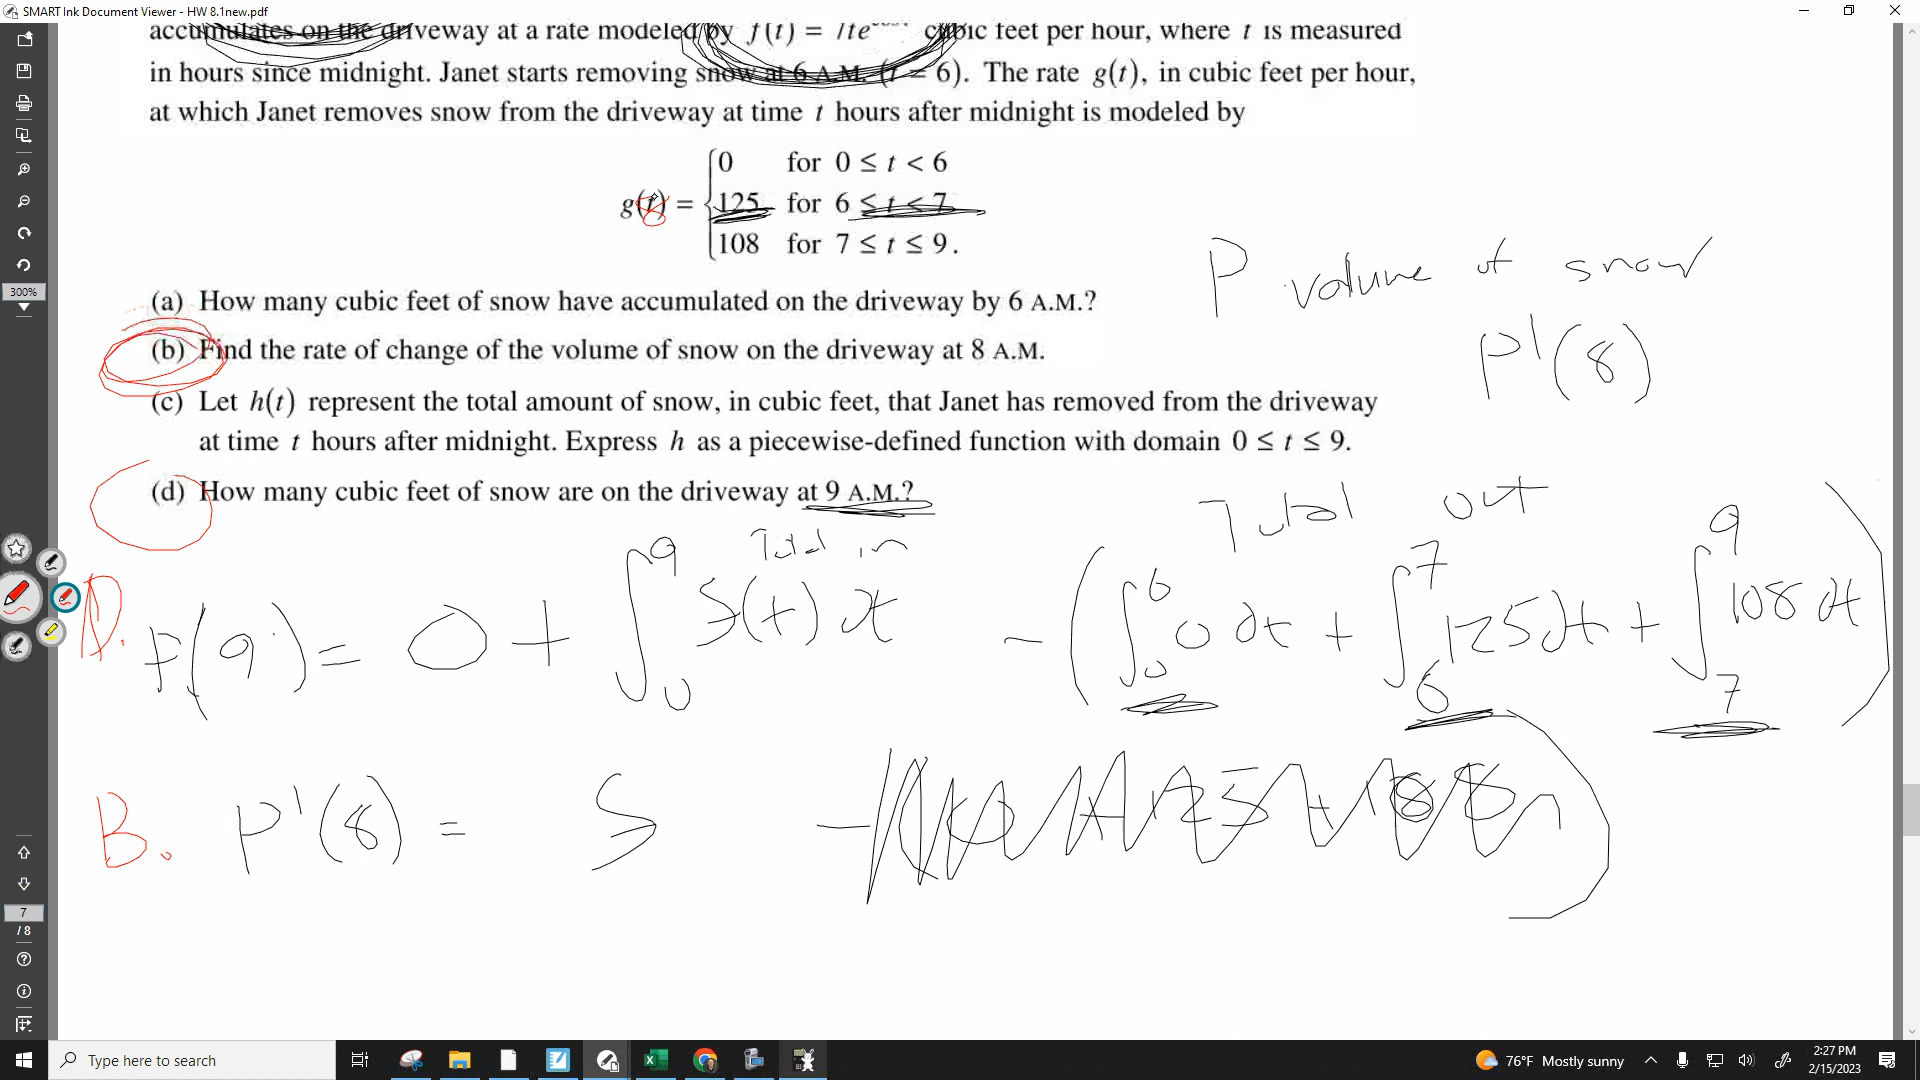 SMART Ink Document Viewer - HW 8.1new.pdf
accumulates on the driveway at a rate modeled by f(t) = 7te cubic feet per hour, where t is measured
in hours since midnight. Janet starts removing snow at 6 A.M. (t = 6). The rate g(t), in cubic feet per hour,
at which Janet removes snow from the driveway at time t hours after midnight is modeled by
0 for 0 ≤ t < 6
g(t) = 125 for 6 ≤ t < 7
108 for 7 ≤ t ≤ 9.
P volume of snow
(a) How many cubic feet of snow have accumulated on the driveway by 6 A.M.?
300%
(b) Find the rate of change of the volume of snow on the driveway at 8 A.M.
P'(8)
(c) Let h(t) represent the total amount of snow, in cubic feet, that Janet has removed from the driveway
at time t hours after midnight. Express h as a piecewise-defined function with domain 0 ≤ t ≤ 9.
(d) How many cubic feet of snow are on the driveway at 9 A.M.?
Total in
Total out
D. P(9) = 0 + ∫₀⁹ f(t) dt - (∫₀⁶ 0 dt + ∫₆⁷ 125 dt + ∫₇⁹ 108 dt)
B. P'(8) = S - 0 + 125 + 108
7
/ 8
Type here to search
76°F Mostly sunny
2:27 PM
2/15/2023